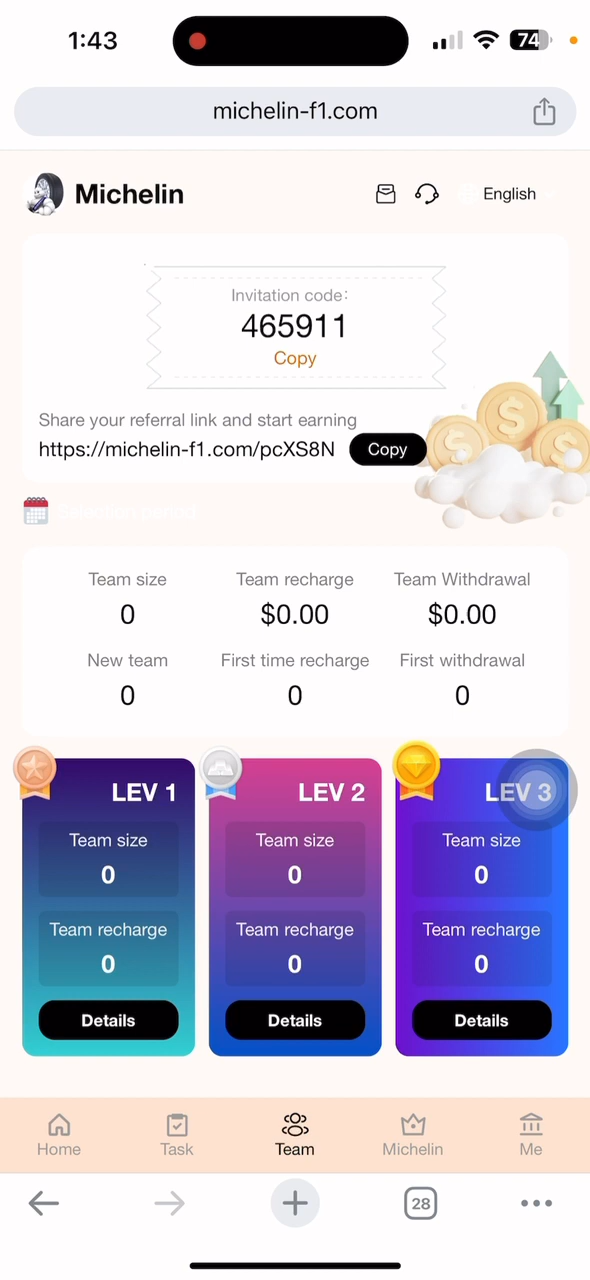 1:43
74
michelin-f1.com
Michelin
English
Invitation code:
465911
Copy
Share your referral link and start earning
https://michelin-f1.com/pcXS8N
Copy
Team size
Team recharge
Team Withdrawal
0
$0.00
$0.00
New team
First time recharge
First withdrawal
0
0
0
LEV 1
LEV 2
LEV 3
Team size
Team size
Team size
0
0
0
Team recharge
Team recharge
Team recharge
0
0
0
Details
Details
Details
Home
Task
Team
Michelin
Me
28